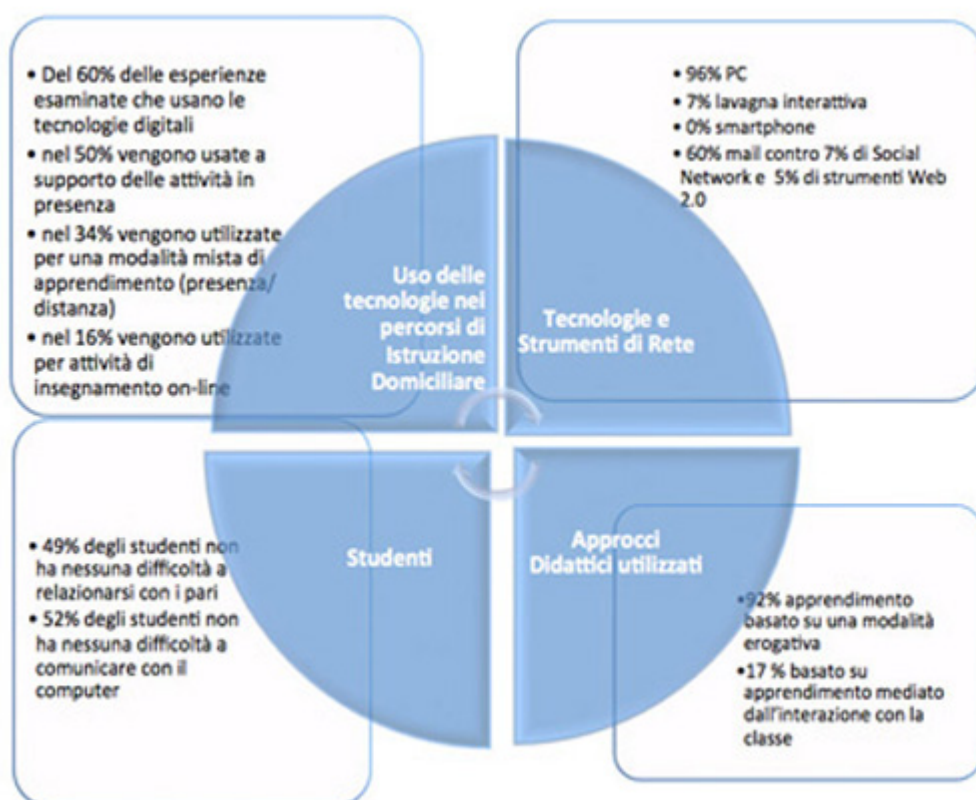 • Del 60% delle esperienze
esaminate che usano le
tecnologie digitali
• nel 50% vengono usate a
supporto delle attività in
presenza
• nel 34% vengono utilizzate
per una modalità mista di
apprendimento (presenza/
distanza)
• nel 16% vengono utilizzate
per attività di
insegnamento on-line
Uso delle
tecnologie nei
percorsi di
Istruzione
Domiciliare
• 96% PC
• 7% lavagna interattiva
• 0% smartphone
• 60% mail contro 7% di Social
Network e 5% di strumenti Web
2.0
Tecnologie e
Strumenti di Rete
• 49% degli studenti non
ha nessuna difficoltà a
relazionarsi con i pari
• 52% degli studenti non
ha nessuna difficoltà a
comunicare con il
computer
Studenti
Approcci
Didattici utilizzati
•92% apprendimento
basato su una modalità
erogativa
•17 % basato su
apprendimento mediato
dall'interazione con la
classe